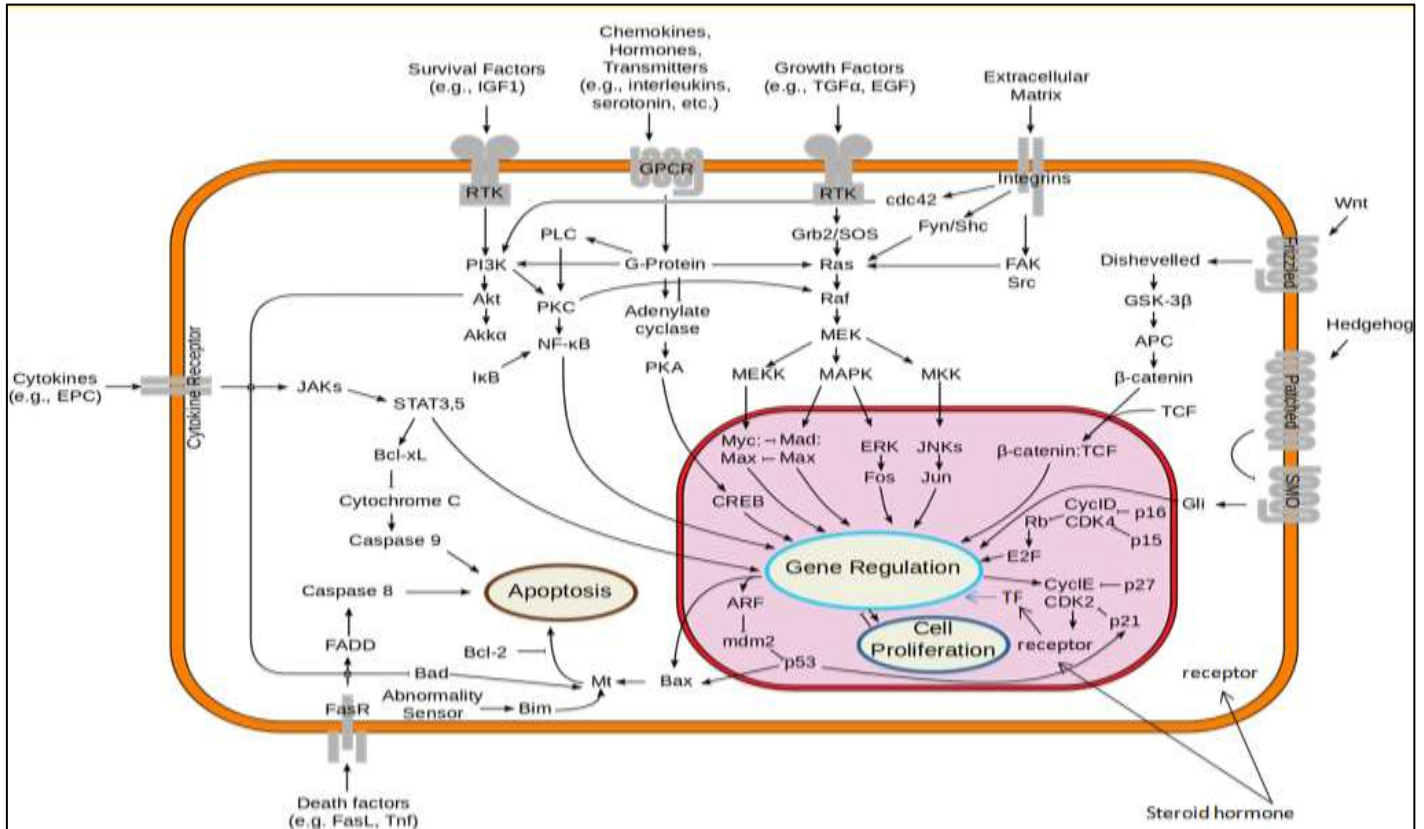 Chemokines,
Hormones,
Transmitters
(e.g., interleukins,
serotonin, etc.)
Survival Factors
(e.g., IGF1)
Growth Factors
(e.g., TGFα, EGF)
Extracellular
Matrix
RTK
GPCR
RTK
Integrins
cdc42
Fyn/Shc
Wnt
Frizzled
PLC
Grb2/SOS
PI3K
G-Protein
Ras
FAK
Src
Dishevelled
GSK-3β
Akt
PKC
Adenylate
cyclase
Raf
Akkα
NF-κB
MEK
APC
Hedgehog
IκB
PKA
MEKK
MAPK
MKK
β-catenin
Patched
Cytokines
(e.g., EPC)
Cytokine Receptor
JAKs
STAT3,5
TCF
Myc:
Mad:
Max
Max
ERK
JNKs
β-catenin:TCF
Bcl-xL
Fos
Jun
Cytochrome C
CREB
CyclD
CDK4
p16
Gli
SMO
Rb
p15
Caspase 9
E2F
Gene Regulation
Caspase 8
Apoptosis
ARF
TF
CyclE
CDK2
p27
p21
FADD
mdm2
Cell
Proliferation
receptor
Bcl-2
p53
Bad
Mt
Bax
receptor
Abnormality
Sensor
Bim
FasR
Death factors
(e.g. FasL, Tnf)
Steroid hormone